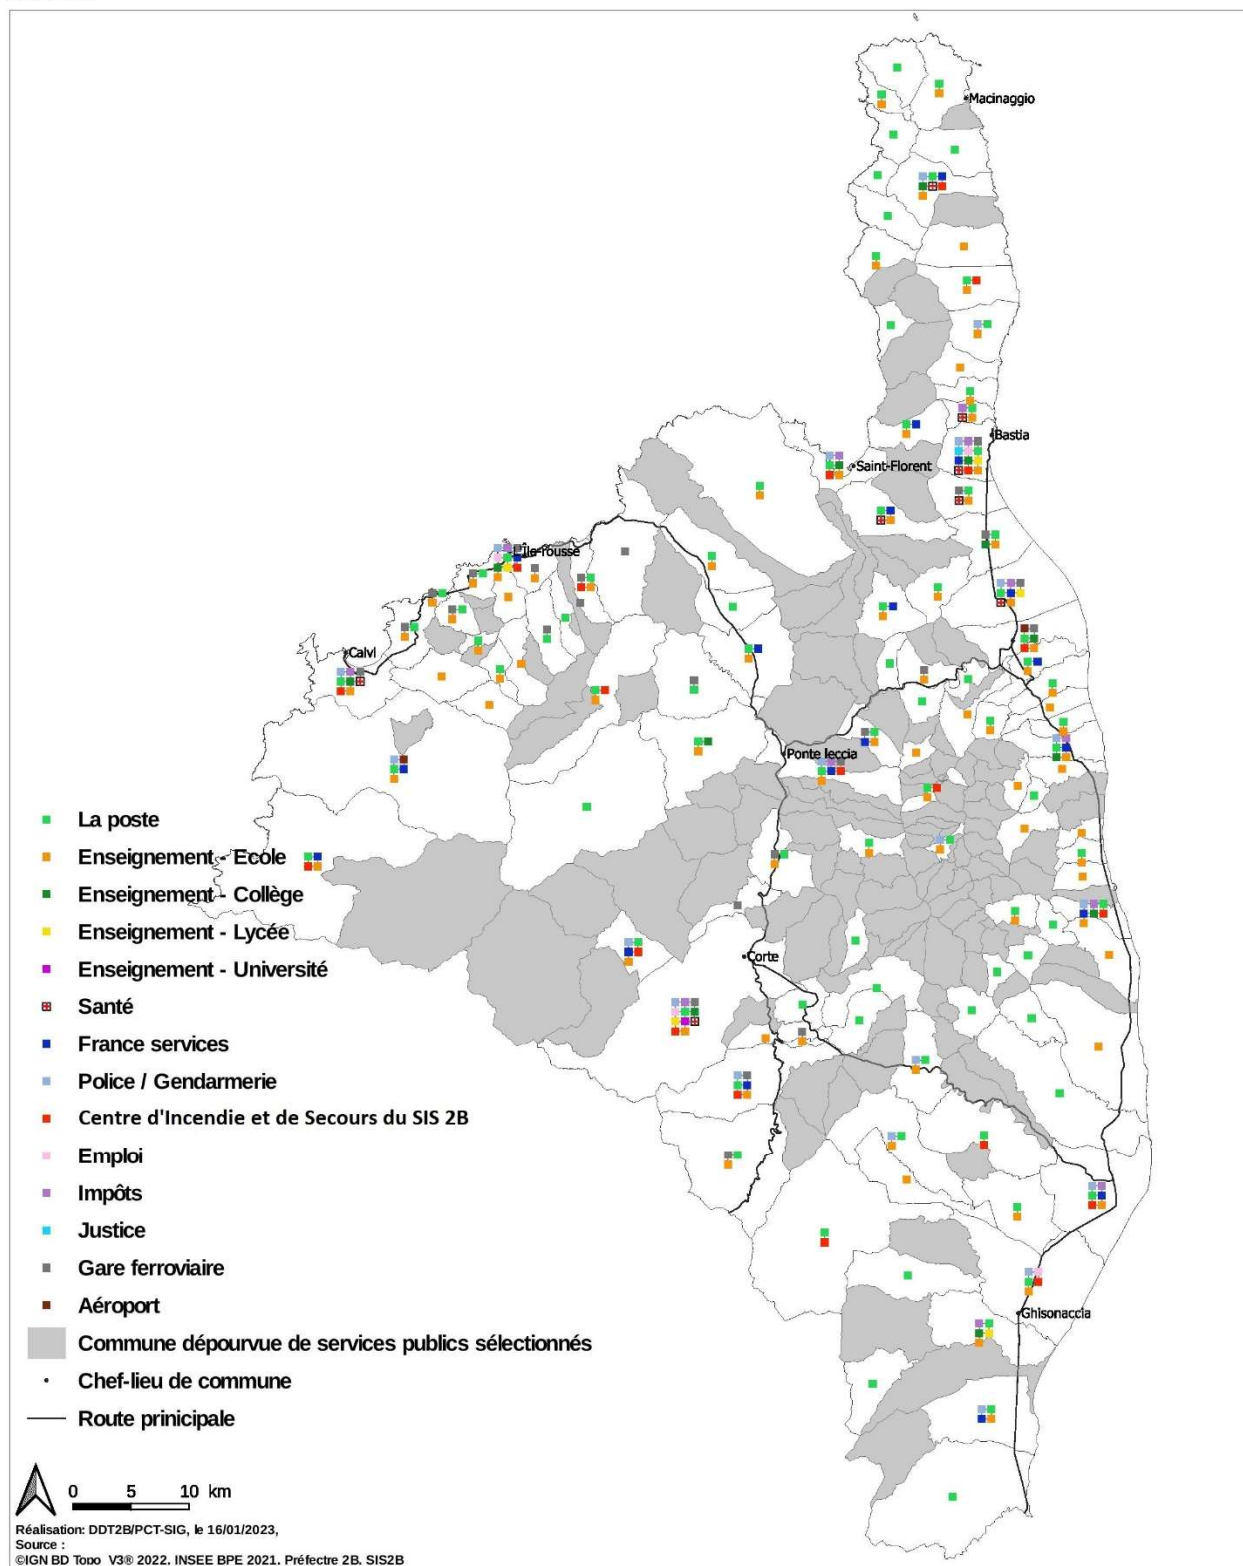 Macinaggio
Bastia
Saint-Florent
L'Île-rousse
Calvi
Ponte leccia
Corte
Ghisonaccia
La poste
Enseignement - Ecole
Enseignement - Collège
Enseignement - Lycée
Enseignement - Université
Santé
France services
Police / Gendarmerie
Centre d'Incendie et de Secours du SIS 2B
Emploi
Impôts
Justice
Gare ferroviaire
Aéroport
Commune dépourvue de services publics sélectionnés
Chef-lieu de commune
Route prinicipale
0 5 10 km
Réalisation: DDT2B/PCT-SIG, le 16/01/2023,
Source :
©IGN BD Topo V3® 2022. INSEE BPE 2021. Préfectre 2B. SIS2B